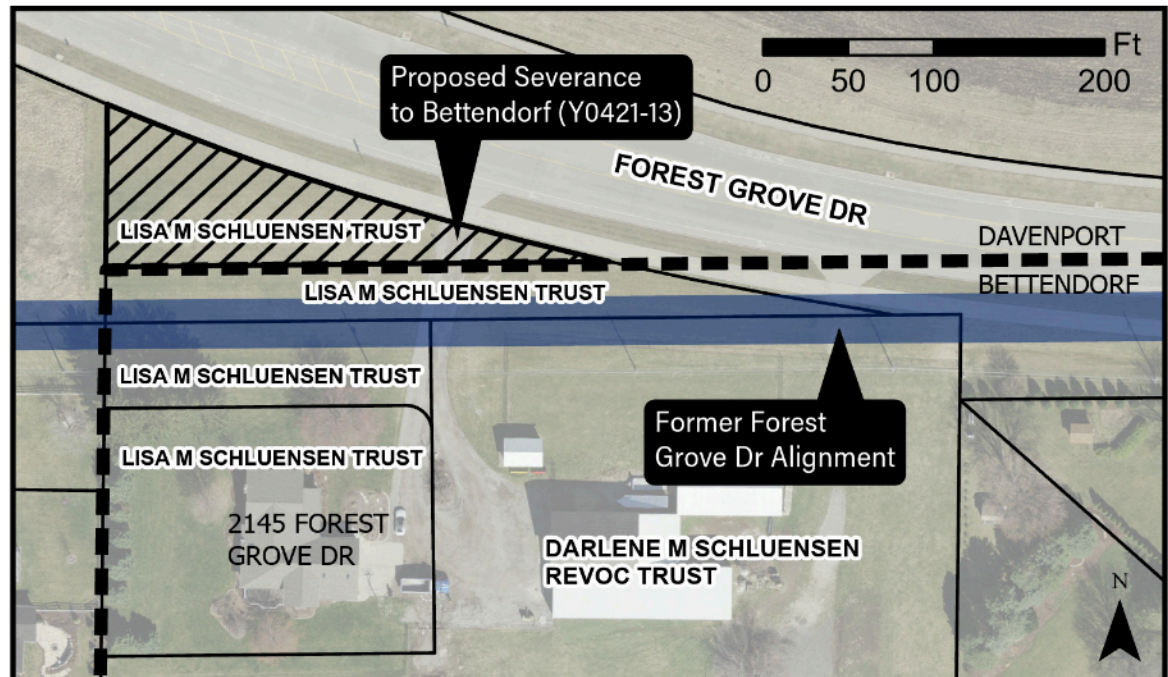 Proposed Severance
to Bettendorf (Y0421-13)
Ft
0 50 100 200
FOREST GROVE DR
LISA M SCHLUENSEN TRUST
DAVENPORT
BETTENDORF
LISA M SCHLUENSEN TRUST
LISA M SCHLUENSEN TRUST
Former Forest
Grove Dr Alignment
LISA M SCHLUENSEN TRUST
2145 FOREST
GROVE DR
DARLENE M SCHLUENSEN
REVOC TRUST
N